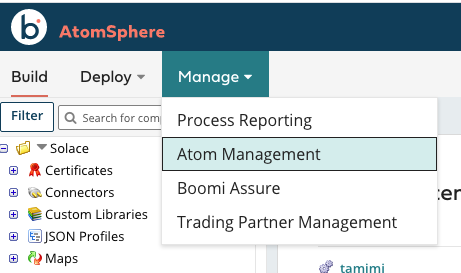 b
AtomSphere
Build Deploy Manage
Filter Search for comp
Process Reporting
Atom Management
Boomi Assure
Trading Partner Management
Solace
Certificates
Connectors
Custom Libraries
JSON Profiles
Maps
tamimi